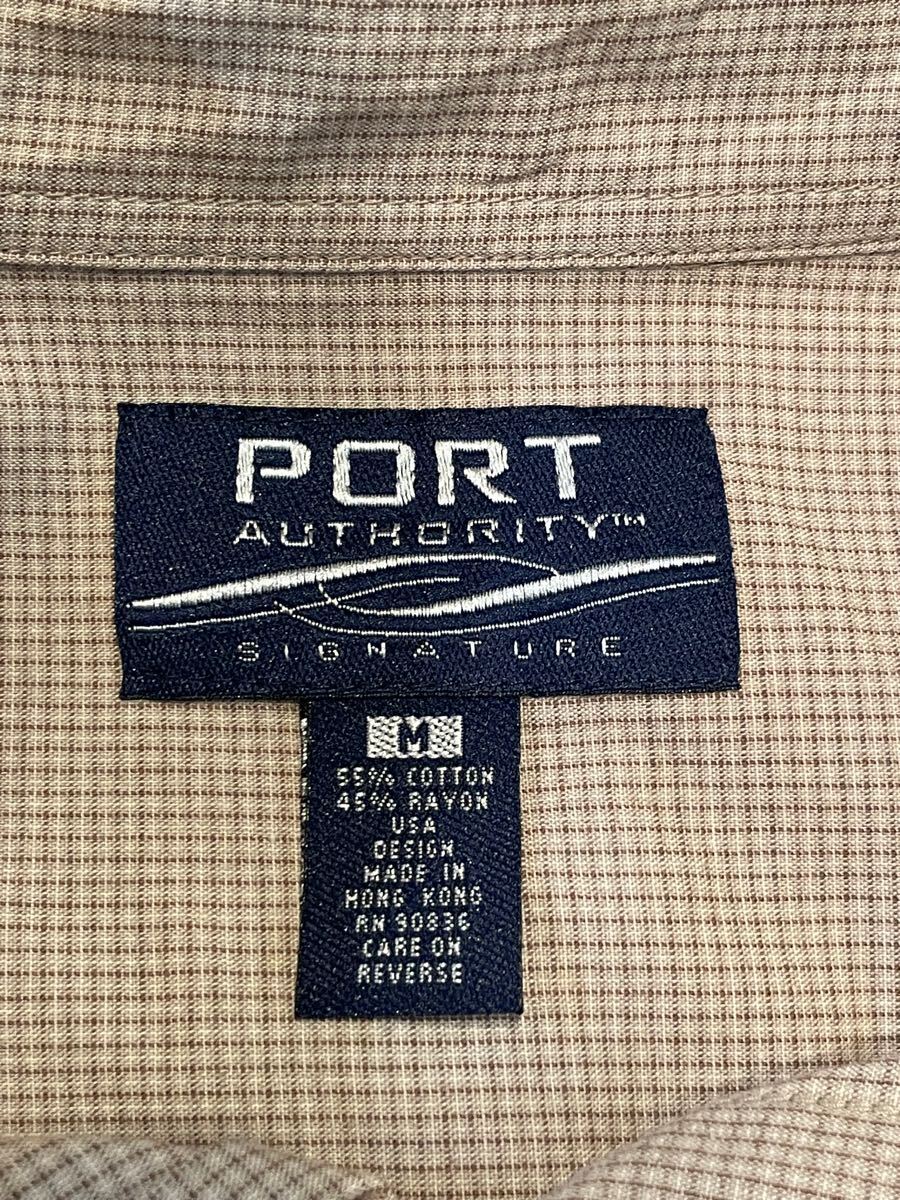 PORT
AUTHORITY™
SIGNATURE
M
55% COTTON
45% RAYON
USA
DESIGN
MADE IN
HONG KONG
RN 90836
CARE ON
REVERSE